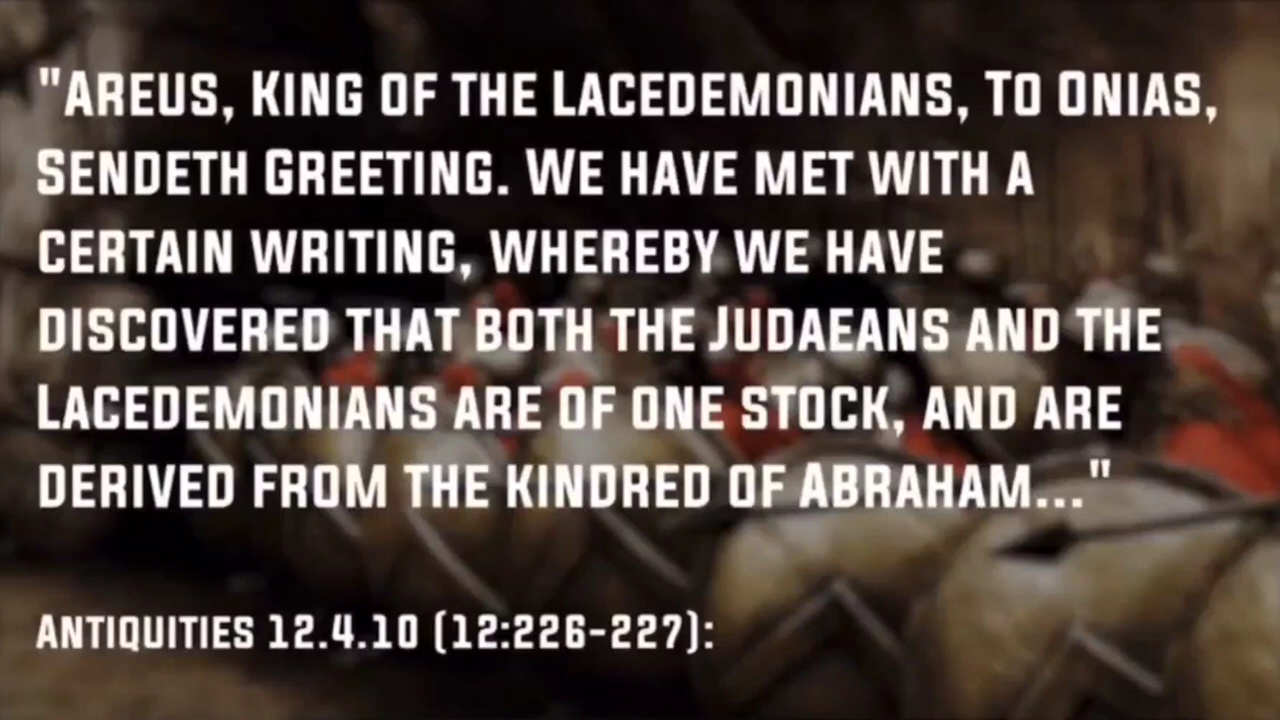 "Areus, King of the Lacedemonians, To Onias,
Sendeth Greeting. We have met with a
certain writing, whereby we have
discovered that both the Judaeans and the
Lacedemonians are of one stock, and are
derived from the kindred of Abraham..."
Antiquities 12.4.10 (12:226-227):